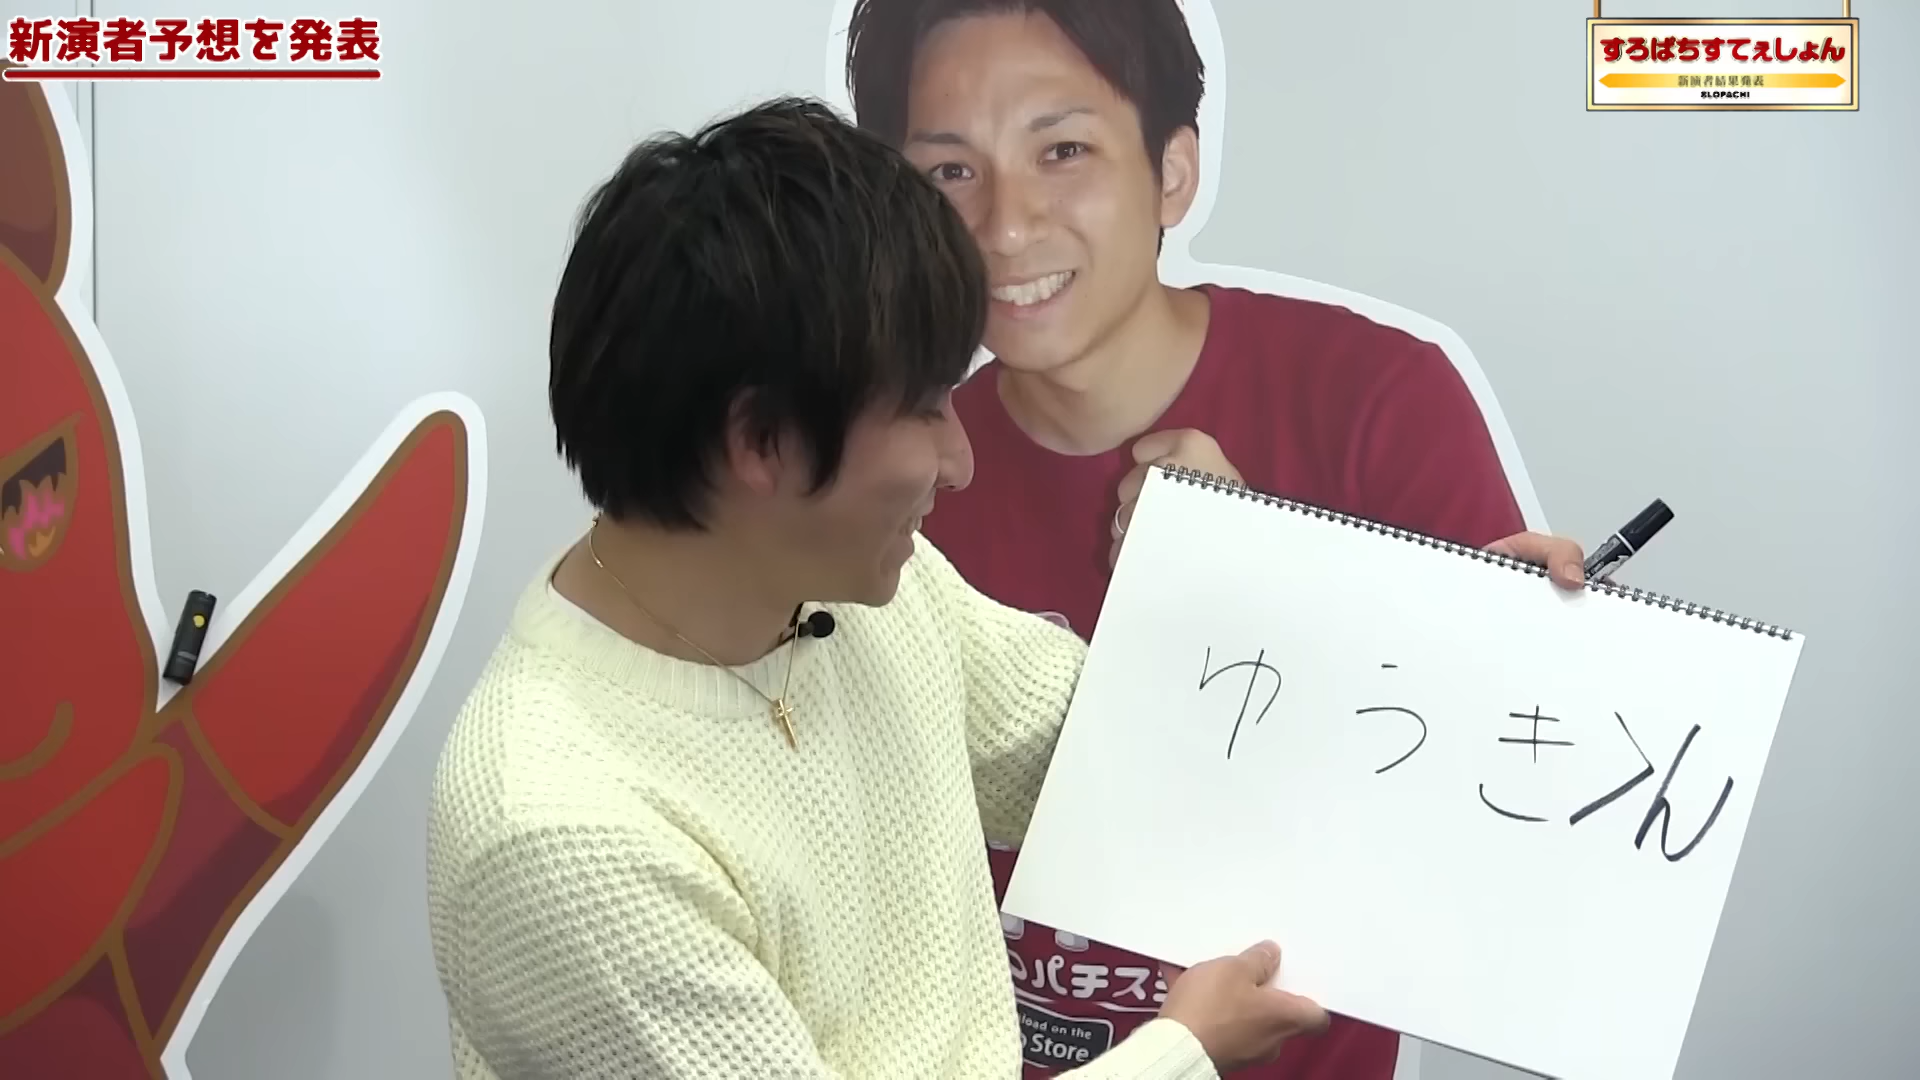 新演者予想を発表
すろぱちすてぇしょん
新演者結果発表
SLOPACHI
ゆうきくん
パチス
load on the
Store